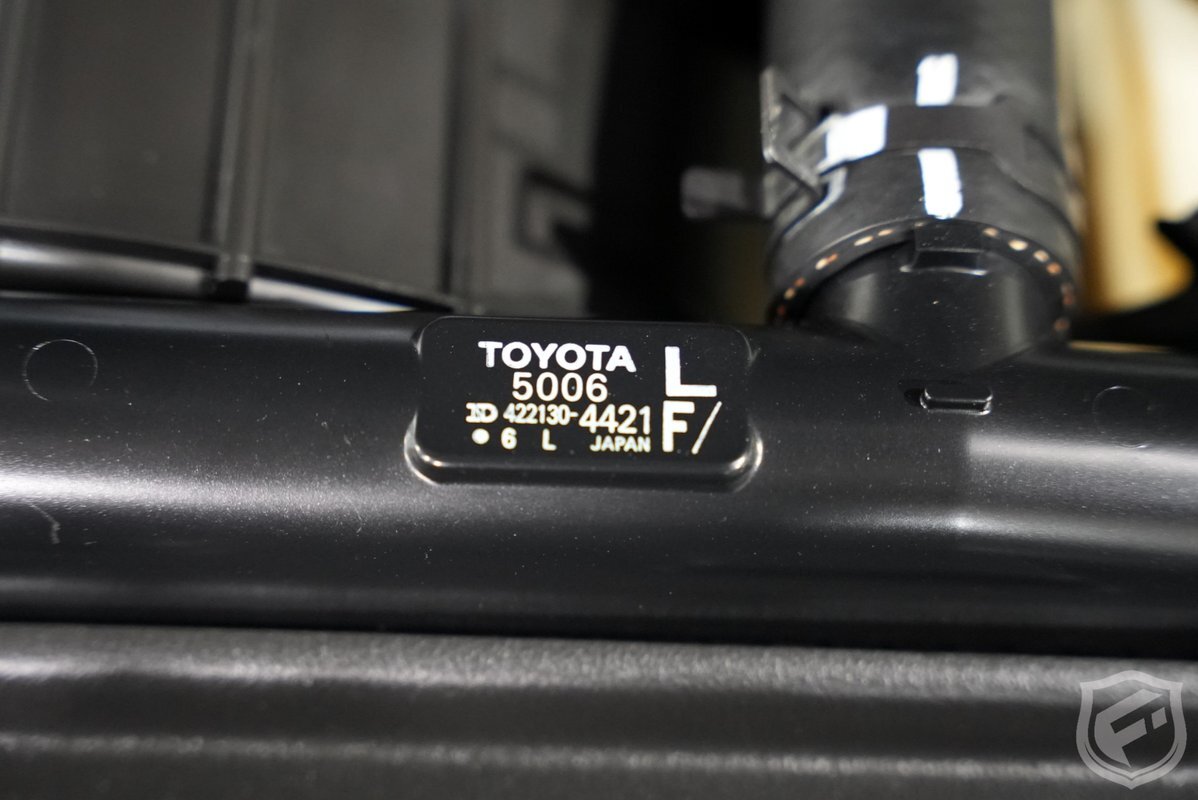 TOYOTA
5006
ND 422130-4421
● 6 L JAPAN
L
F/